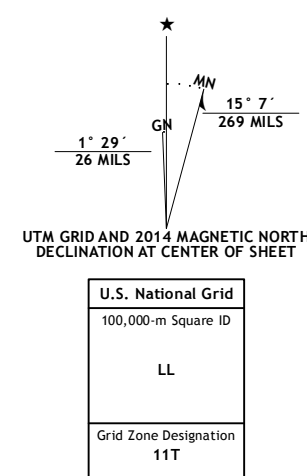 MN
GN
15° 7´
269 MILS
1° 29´
26 MILS
UTM GRID AND 2014 MAGNETIC NORTH
DECLINATION AT CENTER OF SHEET
U.S. National Grid
100,000-m Square ID
LL
Grid Zone Designation
11T